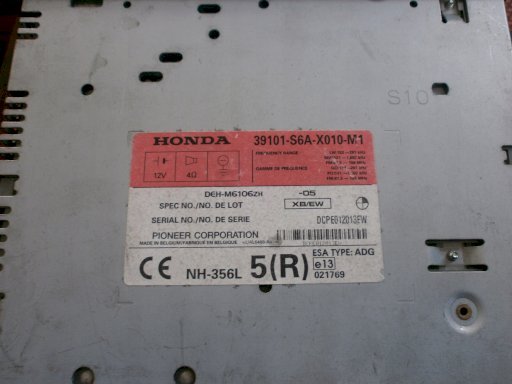 S10
HONDA 39101-S6A-X010-M1
FREQUENCY RANGE
GAMME DE FREQUENCE
12V 4Ω
DEH-M6106ZH -05
SPEC NO./NO. DE LOT XB/EW
SERIAL NO./NO. DE SERIE DCPE012013EW
PIONEER CORPORATION
MADE IN BELGIUM/FABRIQUE EN BELGIQUE
CE NH-356L 5(R) ESA TYPE: ADG
e13
021769